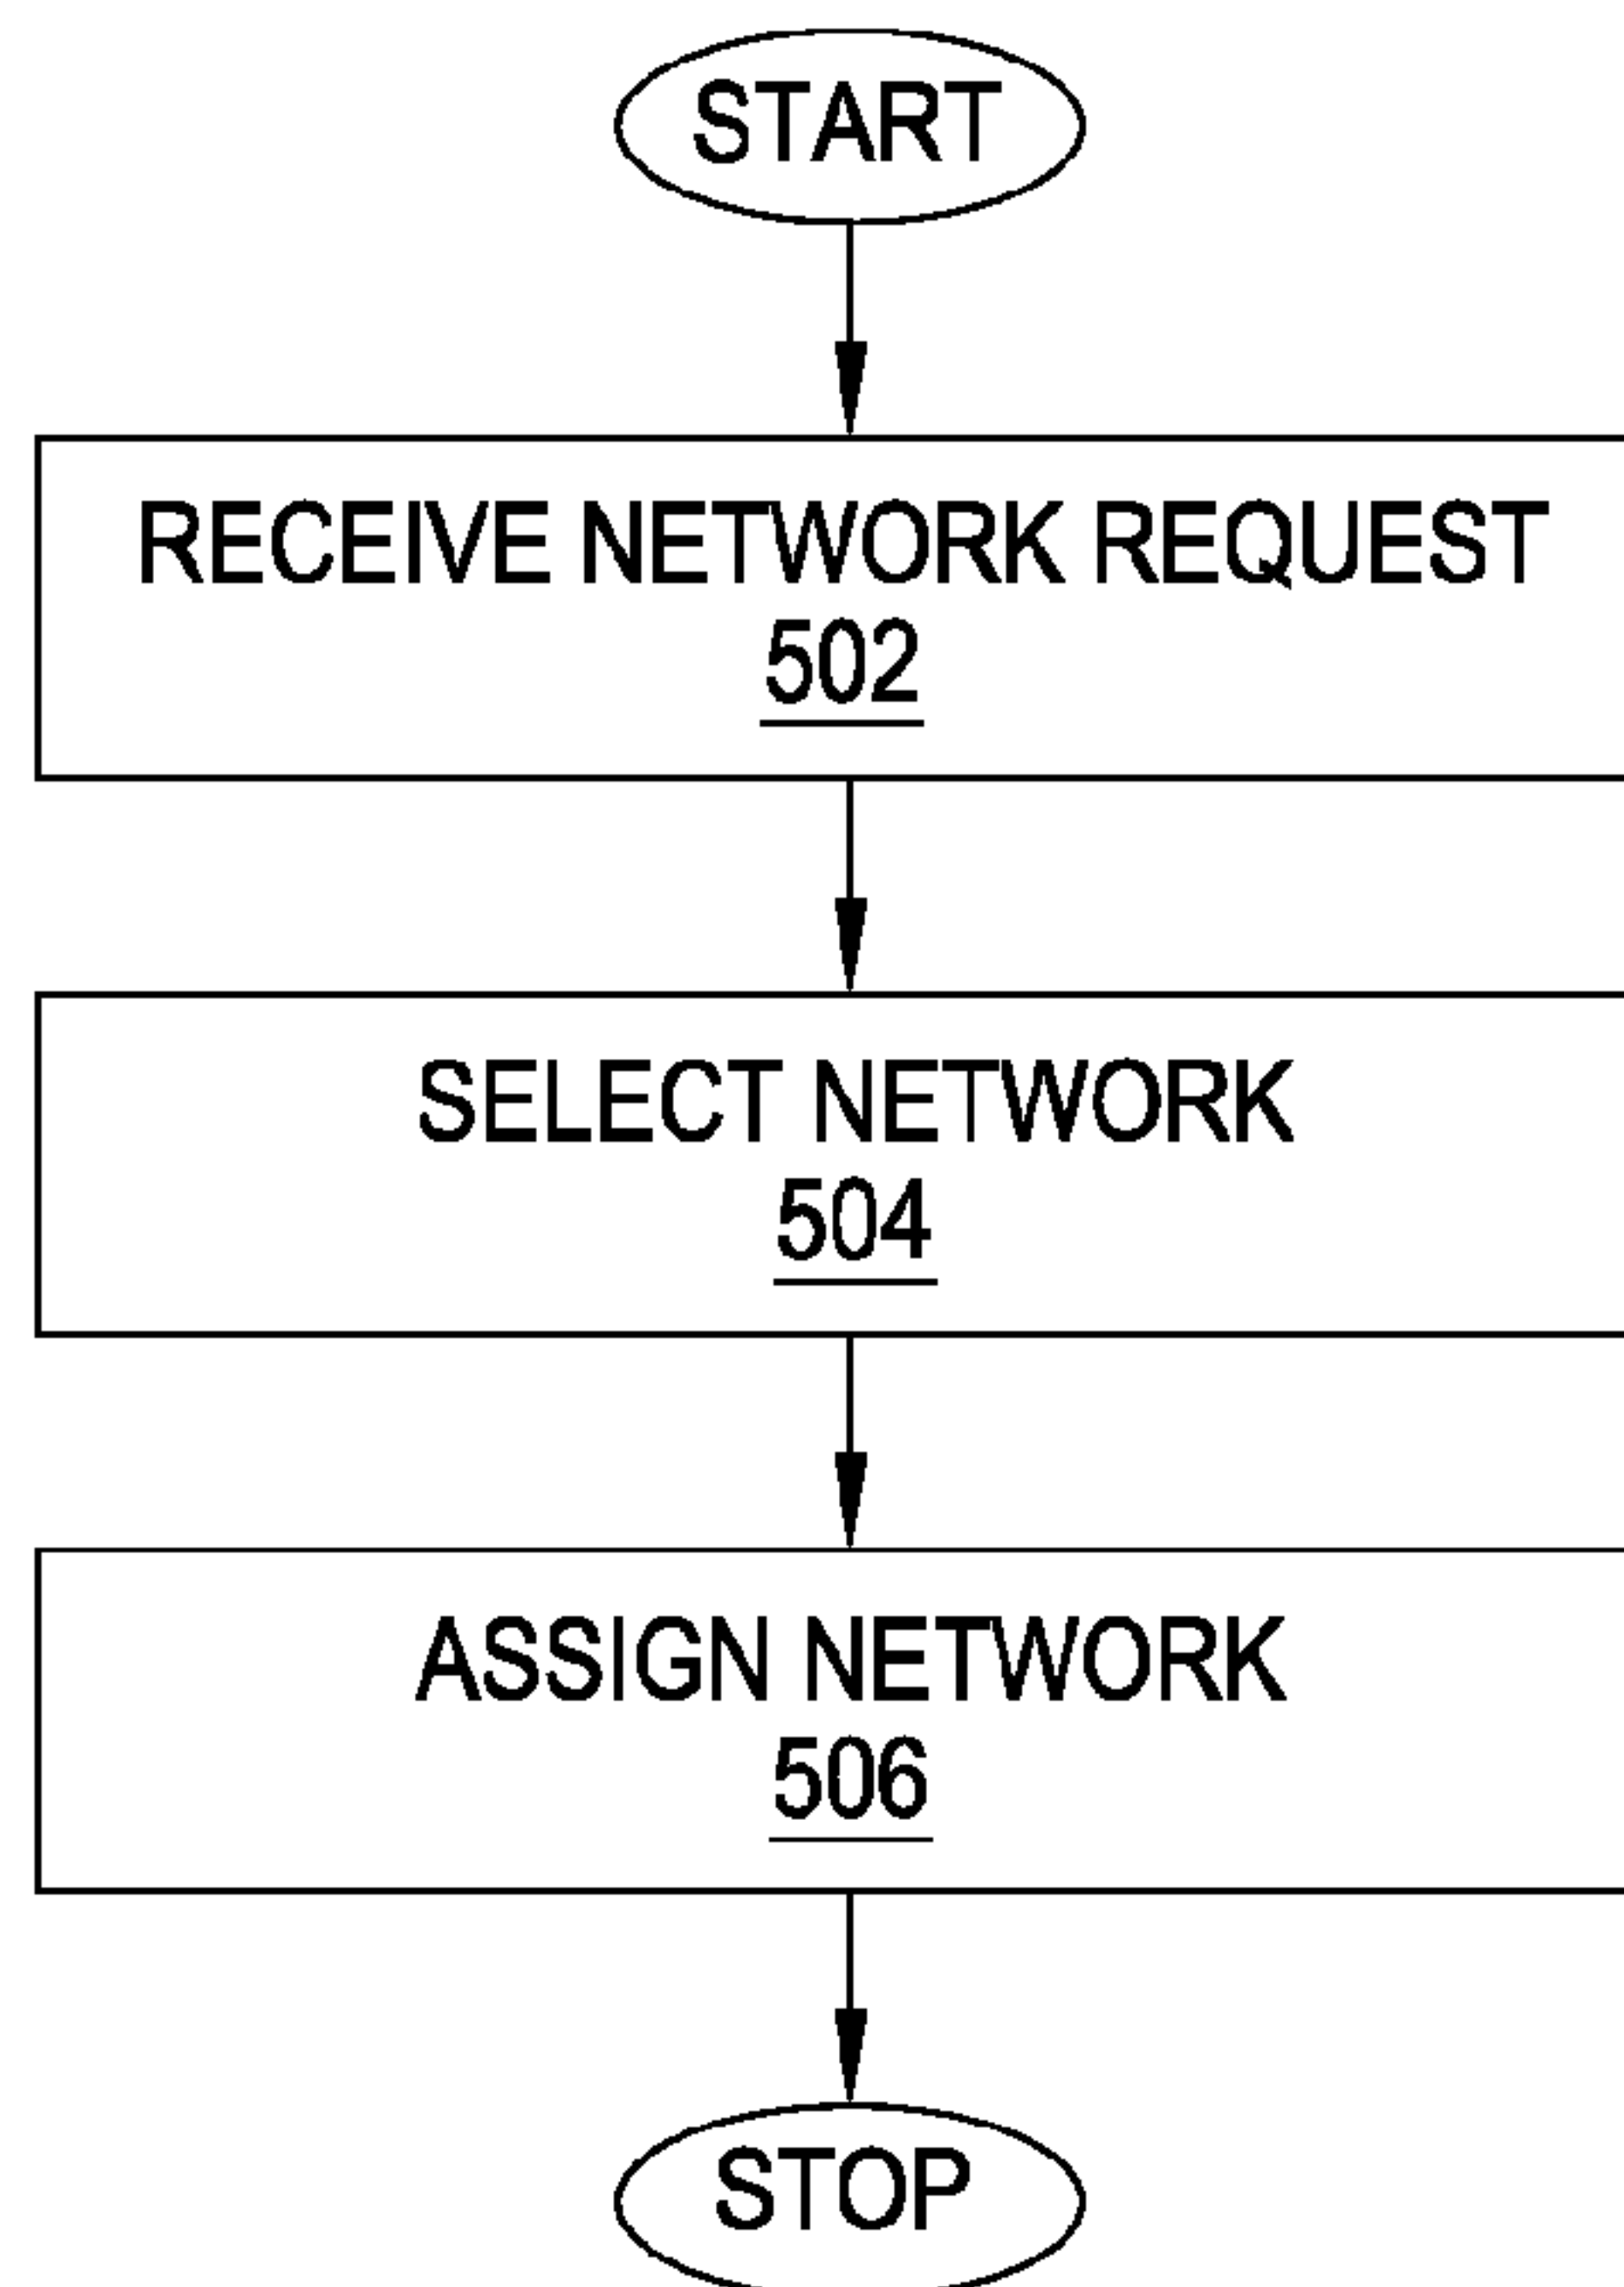 START
RECEIVE NETWORK REQUEST
502
SELECT NETWORK
504
ASSIGN NETWORK
506
STOP